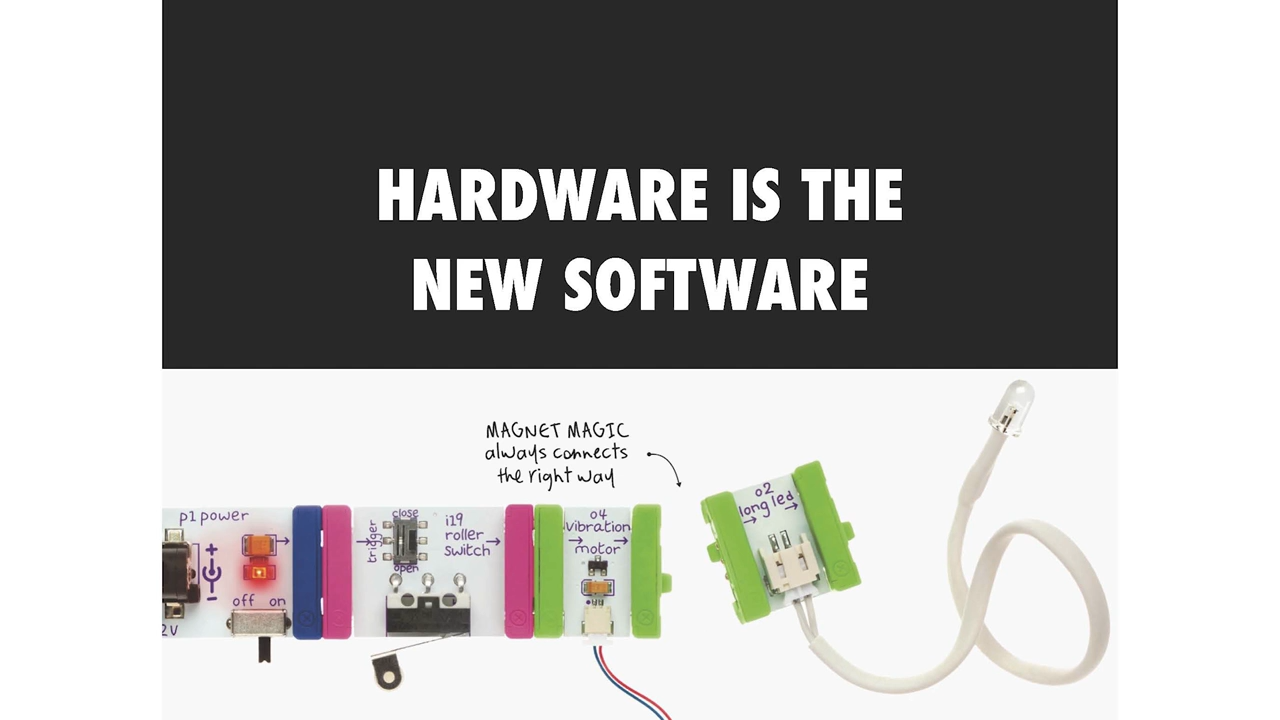 HARDWARE IS THE
NEW SOFTWARE
MAGNET MAGIC
always connects
the right way
p1 power
+
-
off on
2V
close
trigger
open
i19
roller
switch
o4
vibration
motor
o2
long led